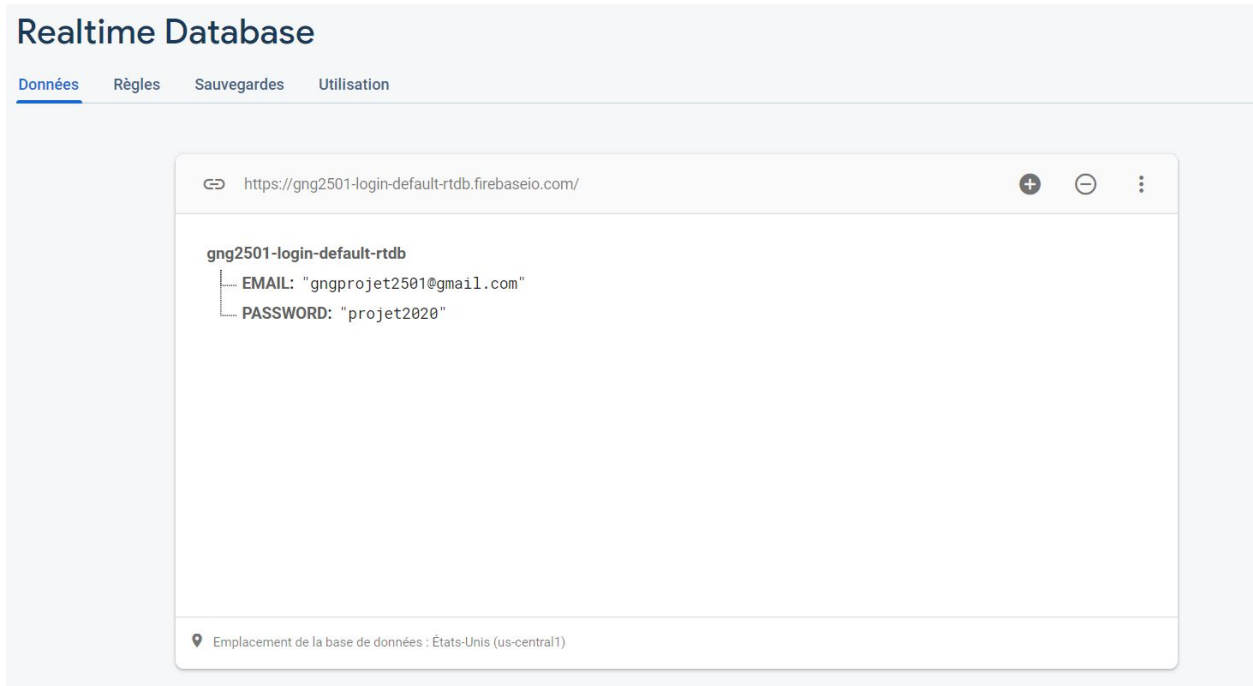 Realtime Database
Données Règles Sauvegardes Utilisation
https://gng2501-login-default-rtdb.firebaseio.com/
gng2501-login-default-rtdb
EMAIL: "gngprojet2501@gmail.com"
PASSWORD: "projet2020"
Emplacement de la base de données : États-Unis (us-central1)